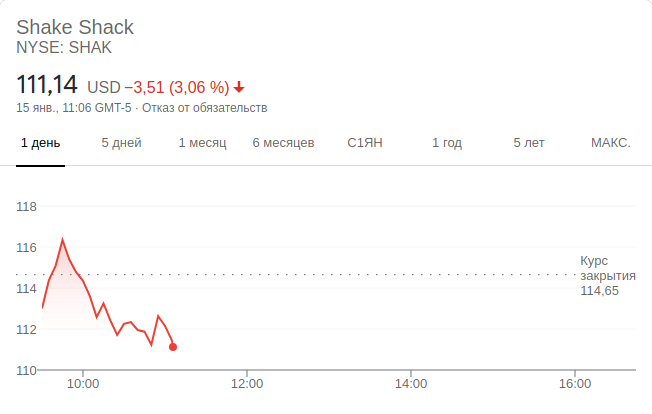 Shake Shack
NYSE: SHAK
111,14 USD −3,51 (3,06 %)
15 янв., 11:06 GMT-5 · Отказ от обязательств
1 день 5 дней 1 месяц 6 месяцев С1ЯН 1 год 5 лет МАКС.
118
116
Курс
закрытия
114,65
114
112
110
10:00 12:00 14:00 16:00